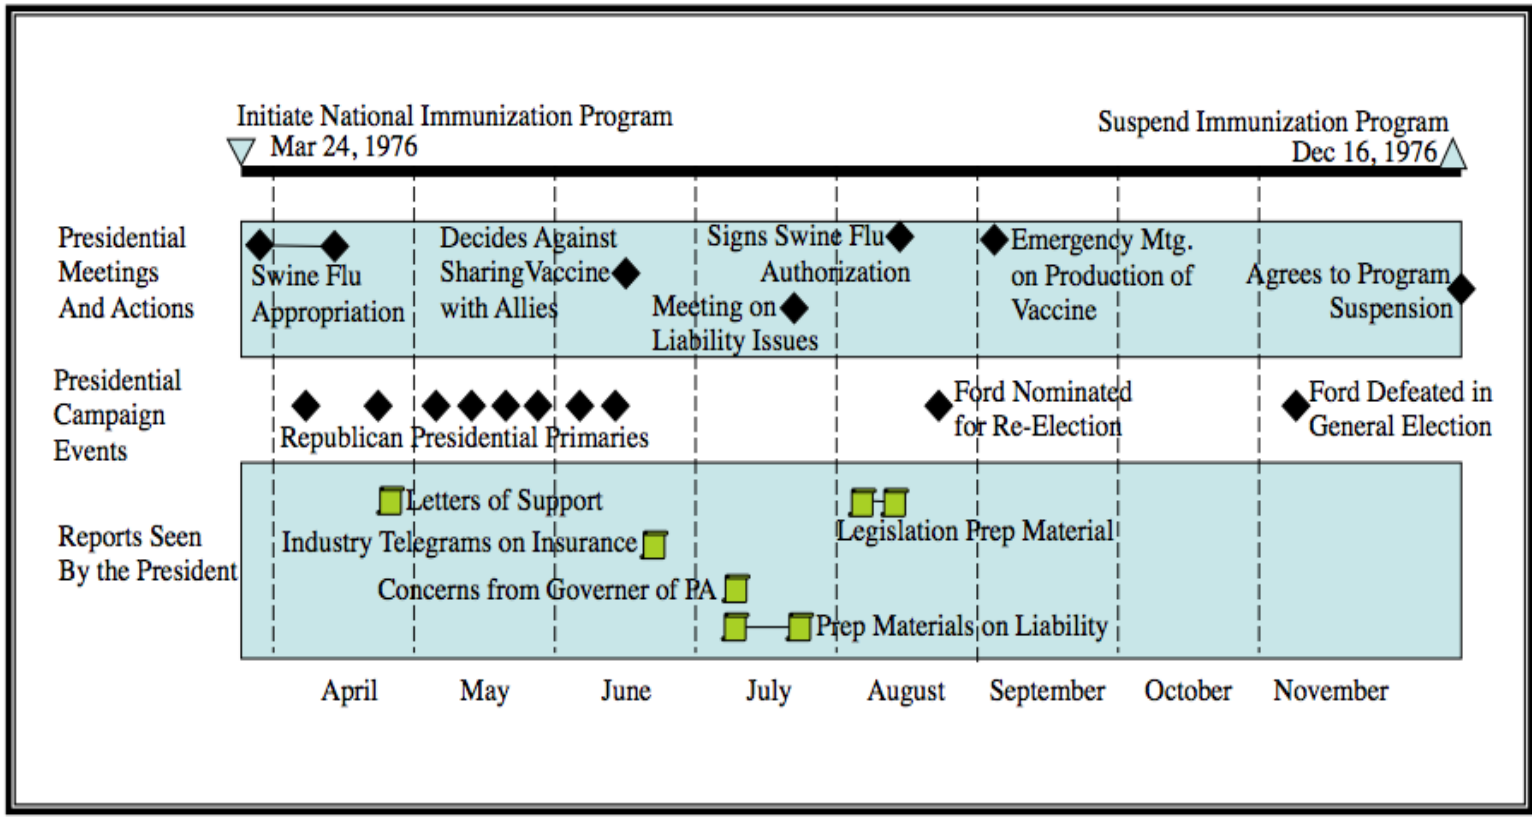 Initiate National Immunization Program
Mar 24, 1976
Suspend Immunization Program
Dec 16, 1976
Presidential
Meetings
And Actions
Swine Flu
Appropriation
Decides Against
SharingVaccine
with Allies
Meeting on
Liability Issues
Signs Swine Flu
Authorization
Emergency Mtg.
on Production of
Vaccine
Agrees to Program
Suspension
Presidential
Campaign
Events
Republican Presidential Primaries
Ford Nominated
for Re-Election
Ford Defeated in
General Election
Reports Seen
By the President
Letters of Support
Industry Telegrams on Insurance
Concerns from Governer of PA
Prep Materials on Liability
Legislation Prep Material
April
May
June
July
August
September
October
November